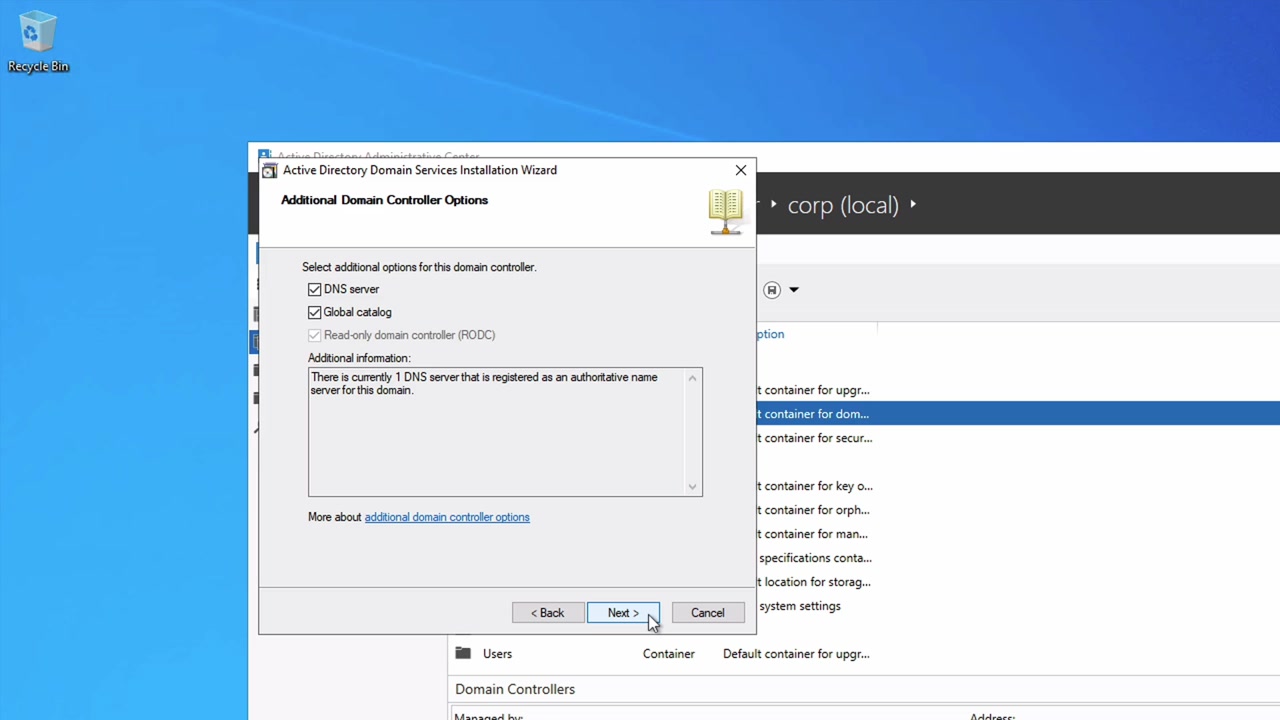 Recycle Bin
Active Directory Administrative Center
Active Directory Domain Services Installation Wizard
Additional Domain Controller Options
corp (local)
Select additional options for this domain controller.
DNS server
Global catalog
Read-only domain controller (RODC)
Additional information:
There is currently 1 DNS server that is registered as an authoritative name
server for this domain.
More about additional domain controller options
< Back
Next >
Cancel
ption
t container for upgr...
t container for dom...
t container for secur...
t container for key o...
t container for orph...
t container for man...
specifications conta...
t location for storag...
system settings
Users
Container
Default container for upgr...
Domain Controllers
Managed by:
Address: